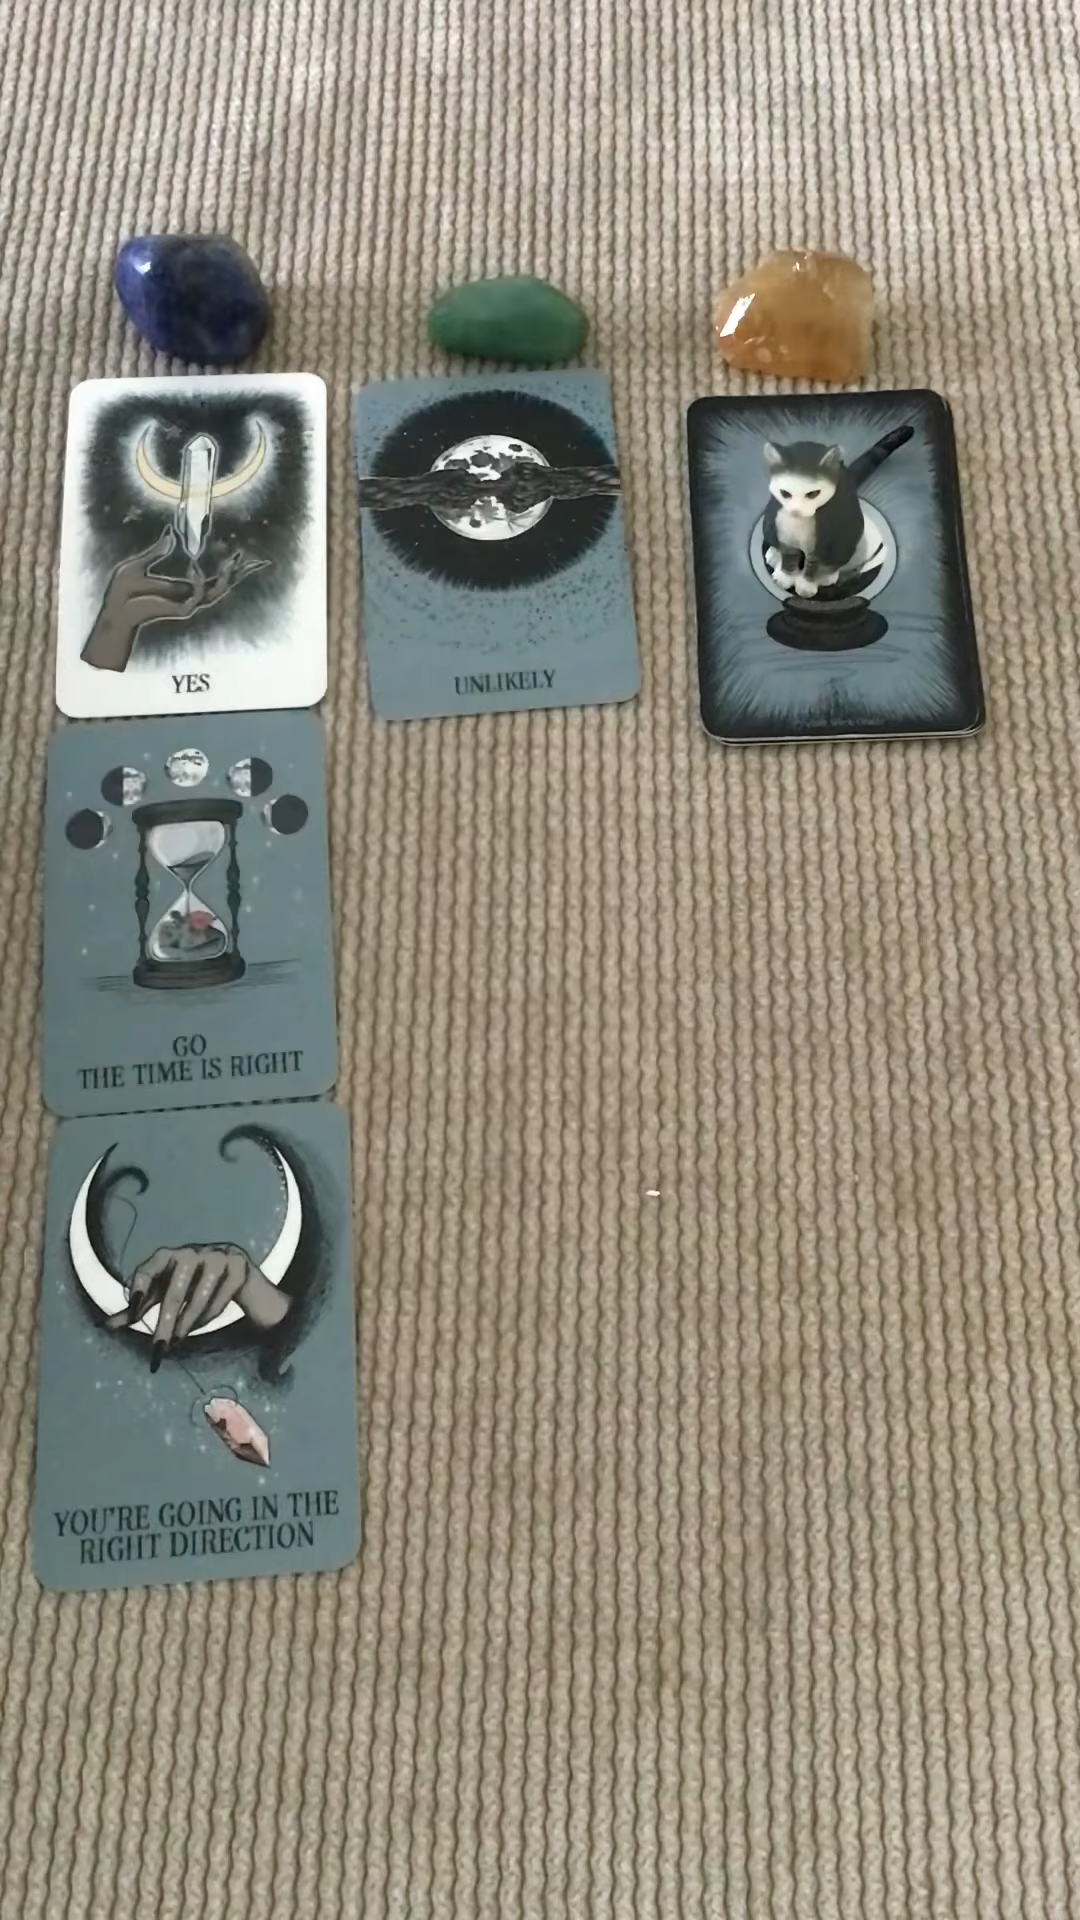 YES
UNLIKELY
GO
THE TIME IS RIGHT
YOU'RE GOING IN THE
RIGHT DIRECTION